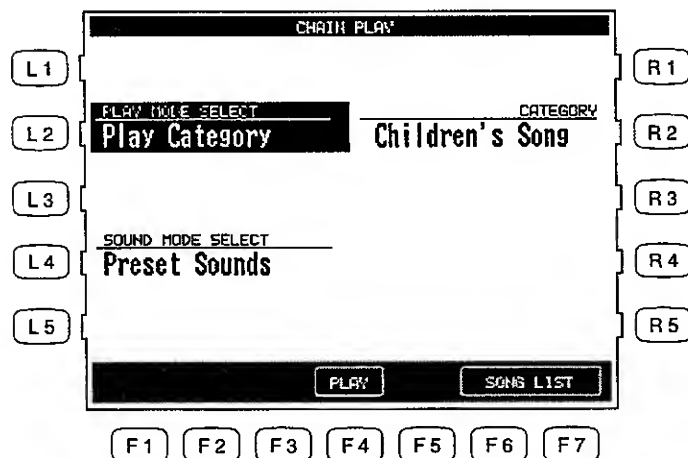 CHAIN PLAY
L1
R1
PLAY MODE SELECT
CATEGORY
L2
Play Category
Children's Song
R2
L3
R3
SOUND MODE SELECT
L4
Preset Sounds
R4
L5
R5
PLAY
SONG LIST
F1 F2 F3 F4 F5 F6 F7